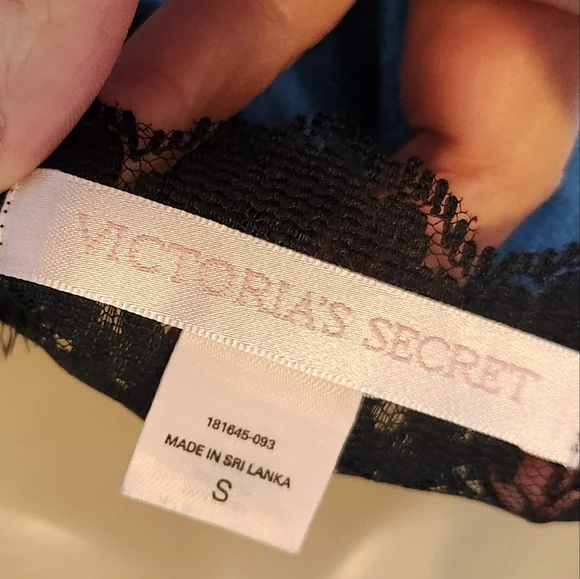 VICTORIA'S SECRET
181645-093
MADE IN SRI LANKA
S